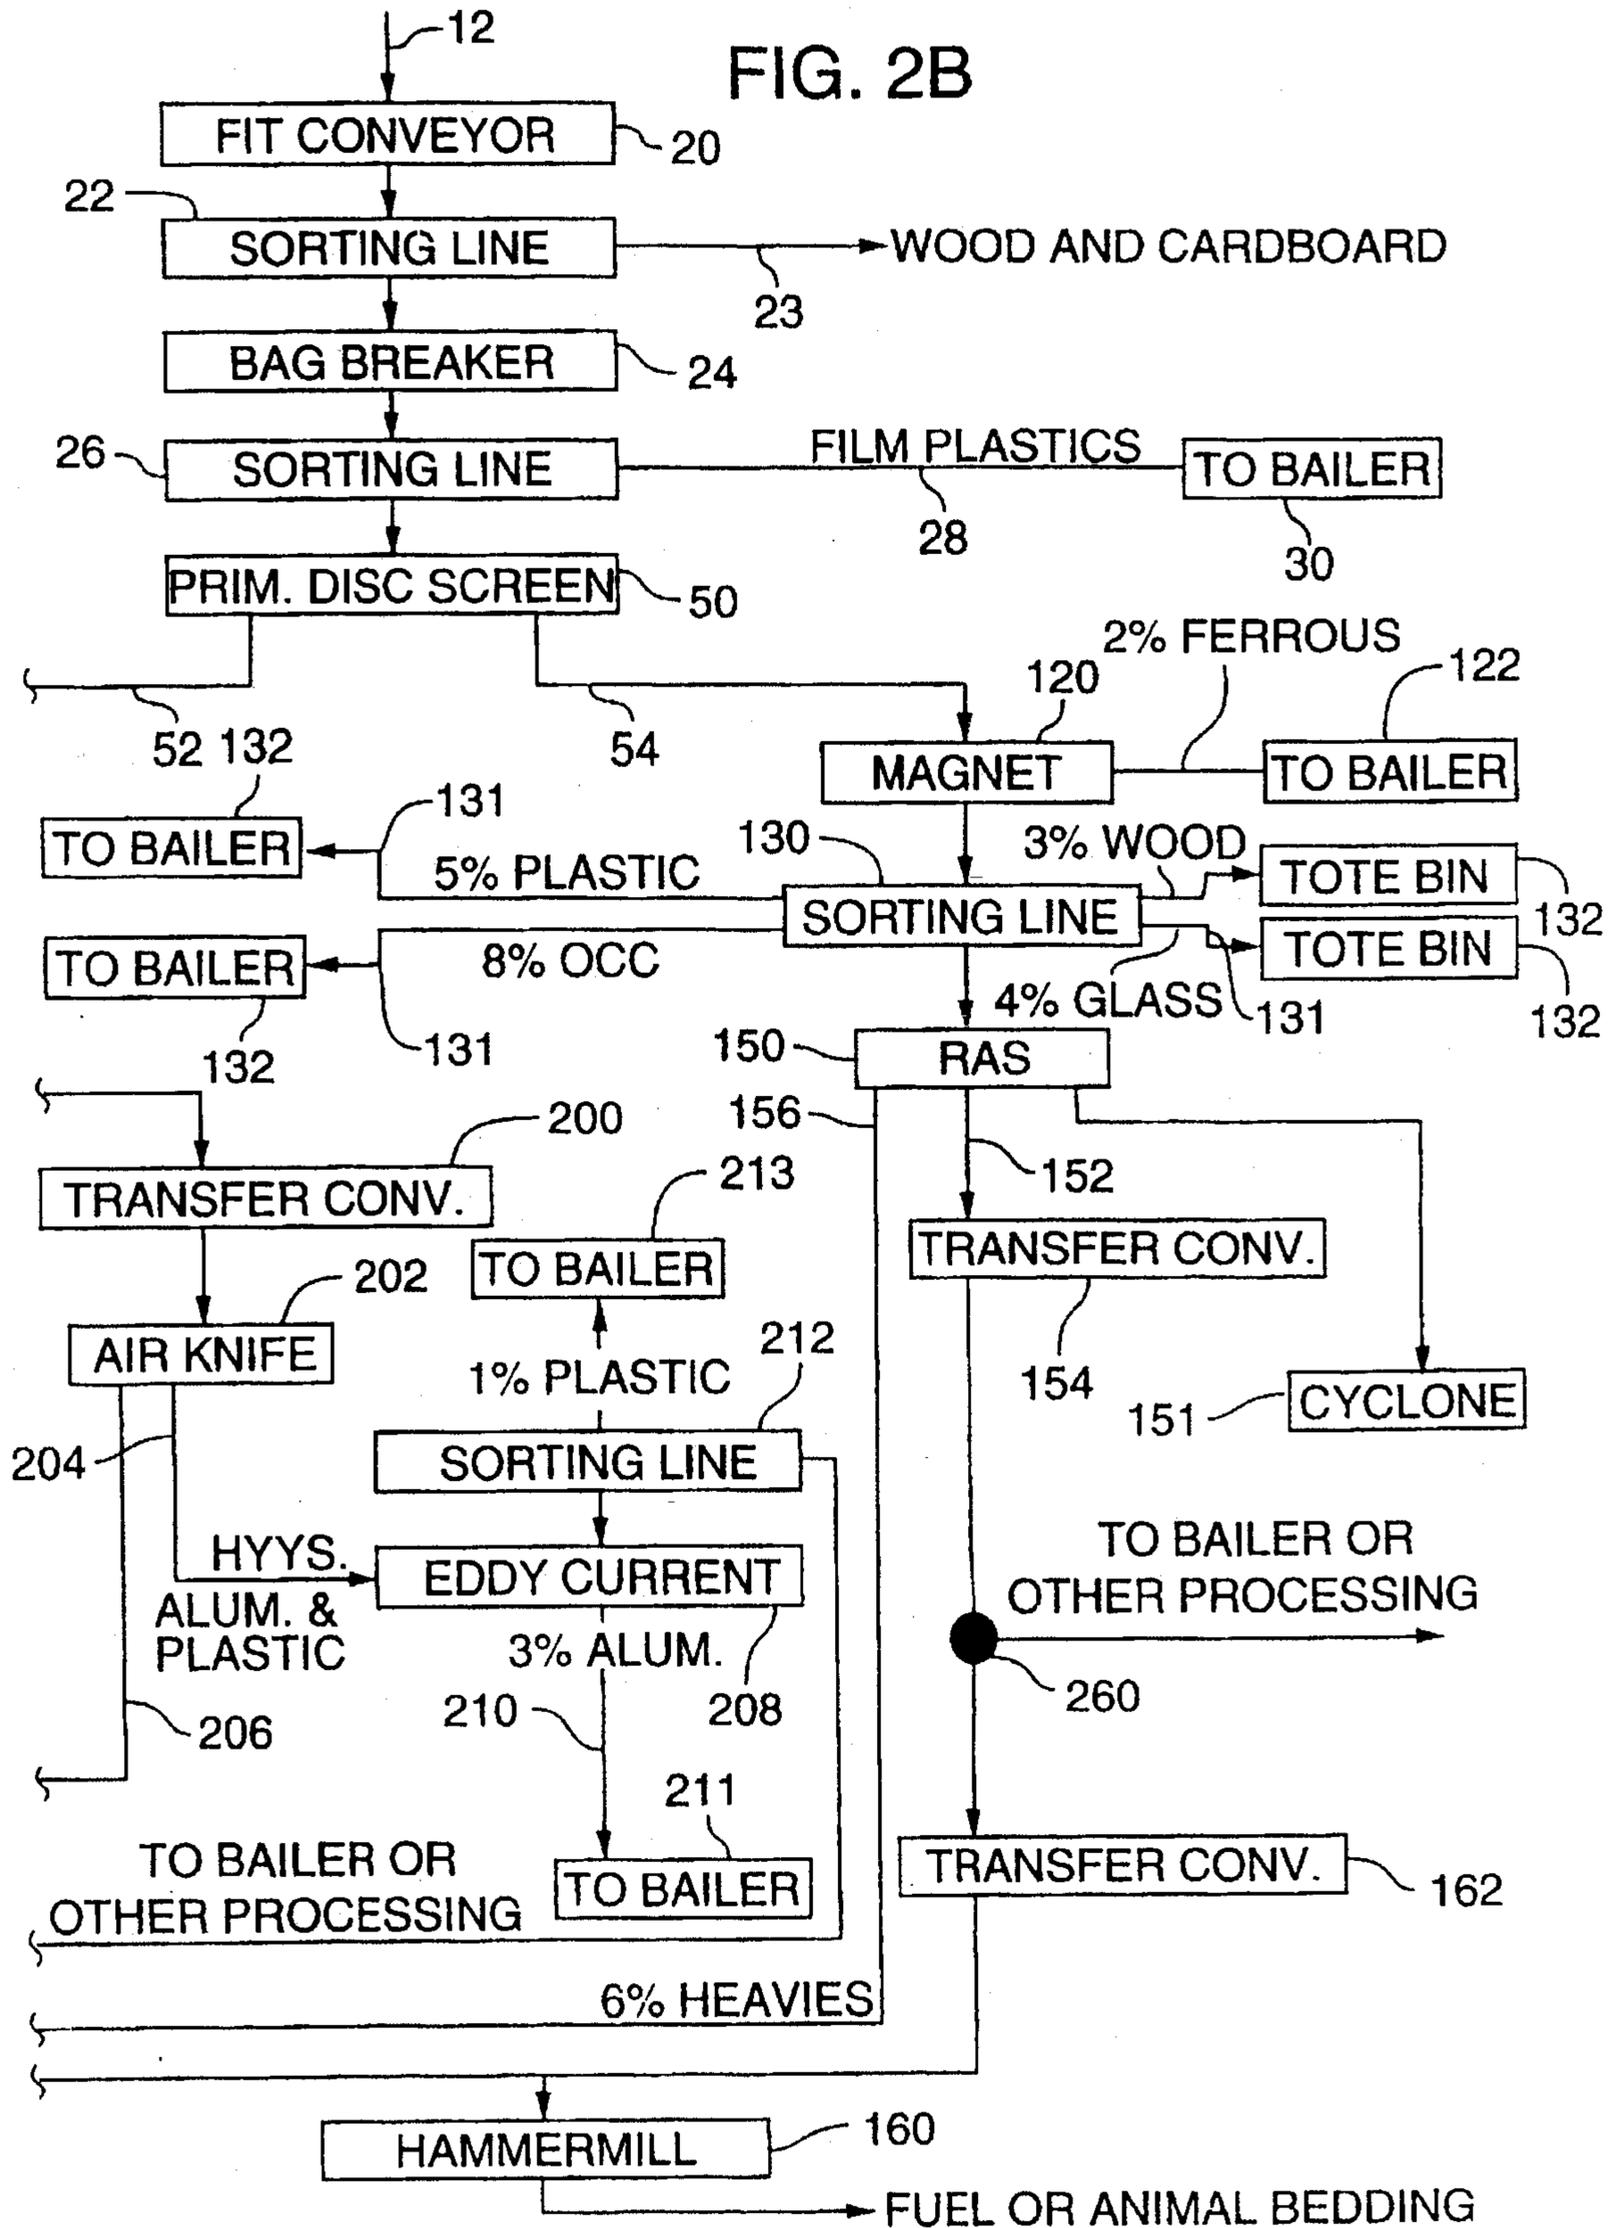 12
FIG. 2B
FIT CONVEYOR
20
22
SORTING LINE
WOOD AND CARDBOARD
23
BAG BREAKER
24
26
SORTING LINE
FILM PLASTICS
TO BAILER
28
30
PRIM. DISC SCREEN
50
2% FERROUS
120
122
52
132
54
MAGNET
TO BAILER
131
130
3% WOOD
TO BAILER
5% PLASTIC
TOTE BIN
132
SORTING LINE
TO BAILER
8% OCC
TOTE BIN
4% GLASS
131
132
132
131
150
RAS
156
200
152
213
TRANSFER CONV.
TO BAILER
TRANSFER CONV.
202
212
AIR KNIFE
1% PLASTIC
154
151
CYCLONE
204
SORTING LINE
HYYS.
ALUM. &
PLASTIC
EDDY CURRENT
TO BAILER OR
OTHER PROCESSING
3% ALUM.
210
208
260
206
211
TO BAILER OR
OTHER PROCESSING
TO BAILER
TRANSFER CONV.
162
6% HEAVIES
HAMMERMILL
160
FUEL OR ANIMAL BEDDING